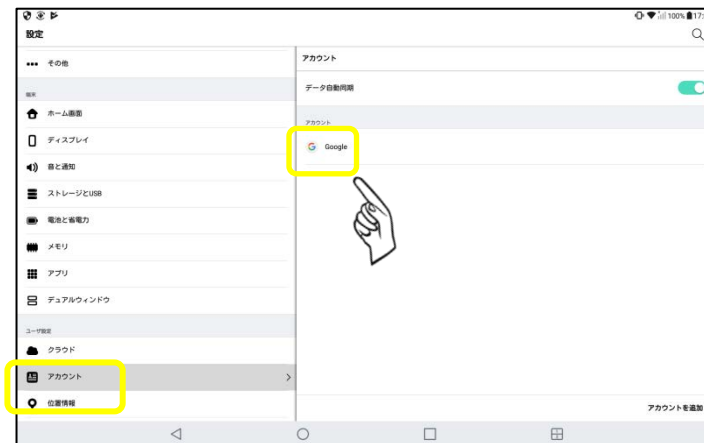 100% 17:
設定
その他
端末
ホーム画面
ディスプレイ
音と通知
ストレージとUSB
電池と省電力
メモリ
アプリ
デュアルウィンドウ
ユーザ設定
クラウド
アカウント
位置情報
アカウント
データ自動同期
アカウント
Google
アカウントを追加